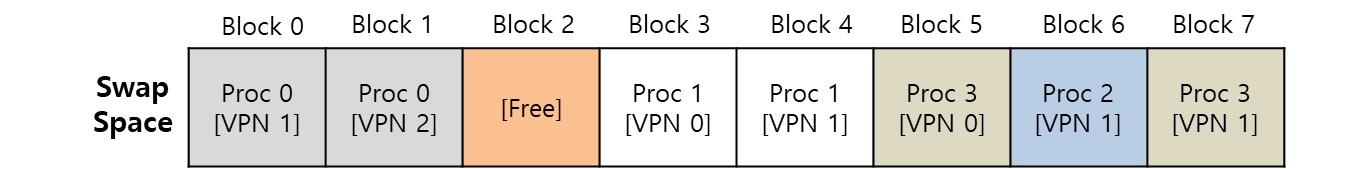 Block 0 Block 1 Block 2 Block 3 Block 4 Block 5 Block 6 Block 7
Swap
Space
Proc 0
[VPN 1]
Proc 0
[VPN 2]
[Free]
Proc 1
[VPN 0]
Proc 1
[VPN 1]
Proc 3
[VPN 0]
Proc 2
[VPN 1]
Proc 3
[VPN 1]